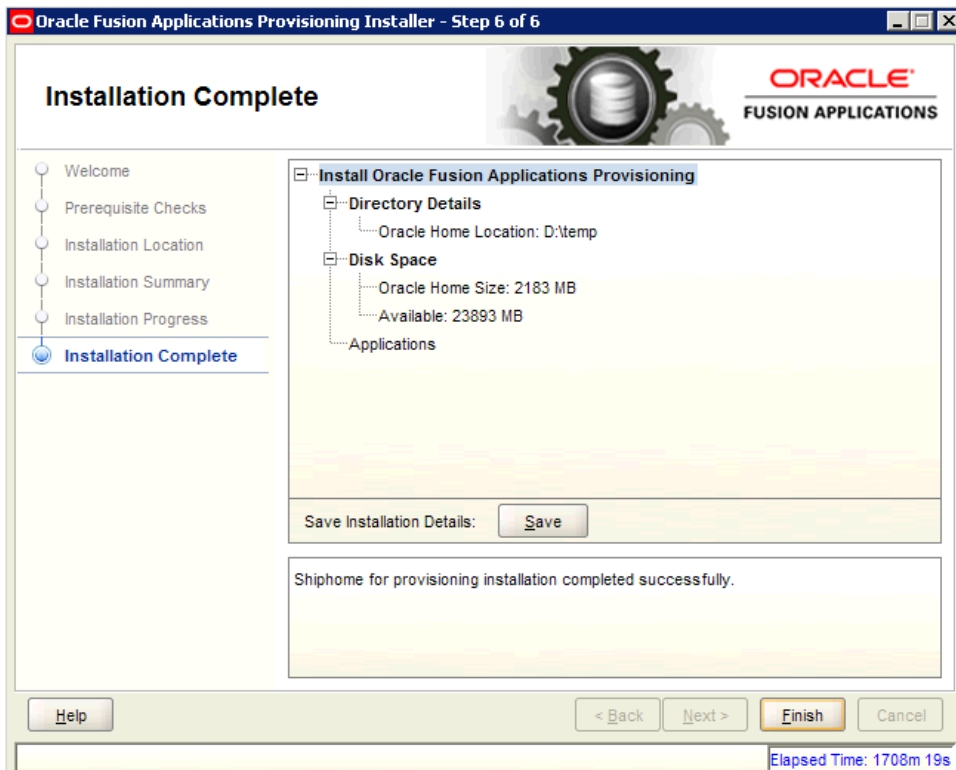 Oracle Fusion Applications Provisioning Installer - Step 6 of 6
Installation Complete
ORACLE
FUSION APPLICATIONS
Welcome
Prerequisite Checks
Installation Location
Installation Summary
Installation Progress
Installation Complete
Install Oracle Fusion Applications Provisioning
Directory Details
Oracle Home Location: D:\temp
Disk Space
Oracle Home Size: 2183 MB
Available: 23893 MB
Applications
Save Installation Details: Save
Shiphome for provisioning installation completed successfully.
Help < Back Next > Finish Cancel
Elapsed Time: 1708m 19s